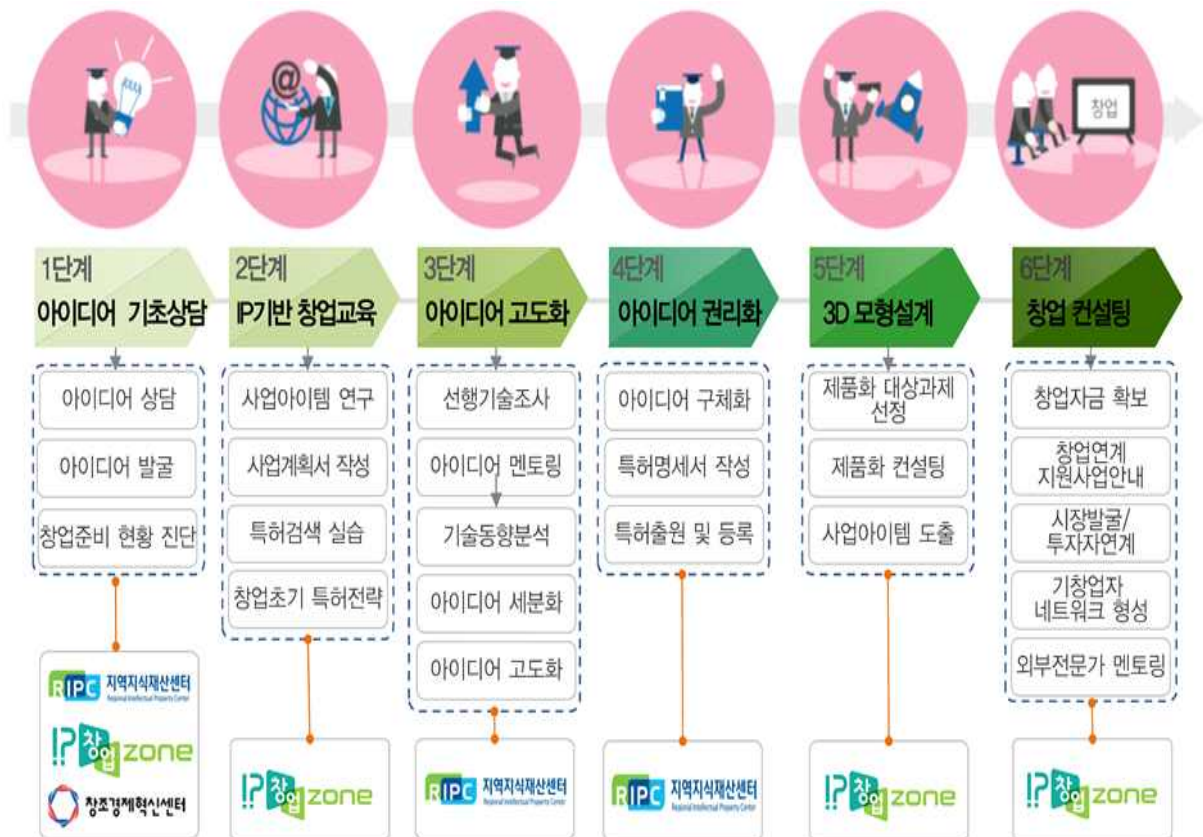 창업
1단계
아이디어 기초상담
아이디어 상담
아이디어 발굴
창업준비 현황 진단
RIPC 지역지식재산센터
Regional Intellectual Property Center
!P 창업 zone
창조경제혁신센터
2단계
IP기반 창업교육
사업아이템 연구
사업계획서 작성
특허검색 실습
창업초기 특허전략
!P 창업 zone
3단계
아이디어 고도화
선행기술조사
아이디어 멘토링
기술동향분석
아이디어 세분화
아이디어 고도화
RIPC 지역지식재산센터
Regional Intellectual Property Center
4단계
아이디어 권리화
아이디어 구체화
특허명세서 작성
특허출원 및 등록
RIPC 지역지식재산센터
Regional Intellectual Property Center
5단계
3D 모형설계
제품화 대상과제
선정
제품화 컨설팅
사업아이템 도출
!P 창업 zone
6단계
창업 컨설팅
창업자금 확보
창업연계
지원사업안내
시장발굴/
투자자연계
기창업자
네트워크 형성
외부전문가 멘토링
!P 창업 zone